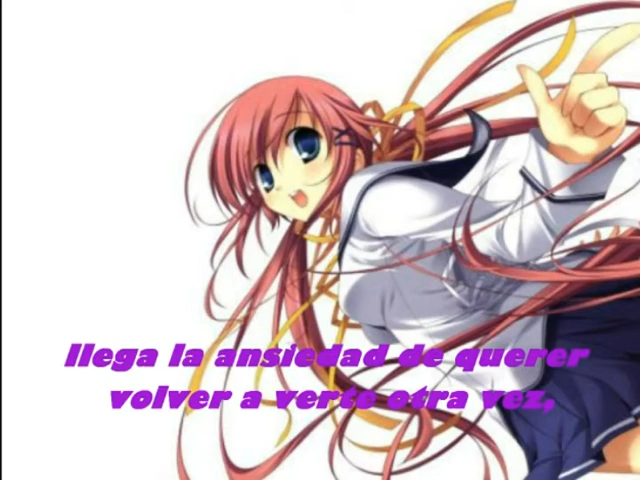 llega la ansiedad de querer
volver a verte otra vez,